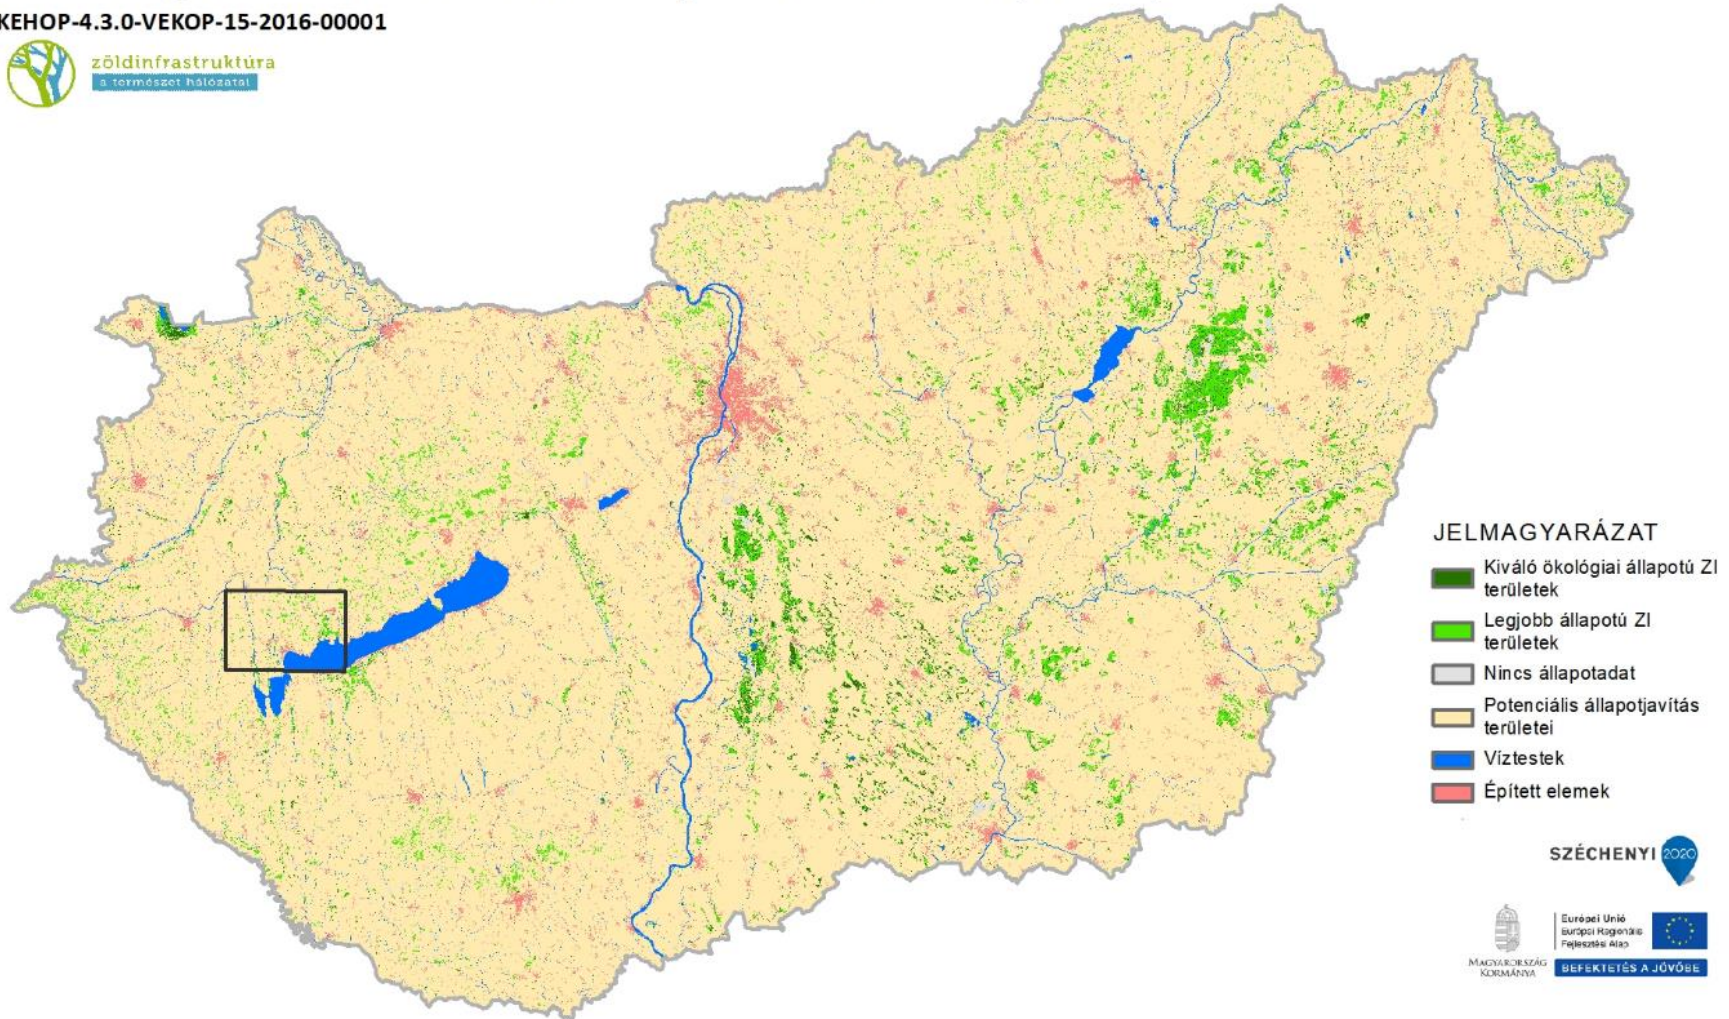 KEHOP-4.3.0-VEKOP-15-2016-00001
zöldinfrastruktúra
a természet hálózatai
JELMAGYARÁZAT
Kiváló ökológiai állapotú ZI
területek
Legjobb állapotú ZI
területek
Nincs állapotadat
Potenciális állapotjavítás
területei
Víztestek
Épített elemek
SZÉCHENYI 2020
MAGYARORSZÁG
KORMÁNYA
Európai Unió
Európai Regionális
Fejlesztési Alap
BEFEKTETÉS A JÖVŐBE